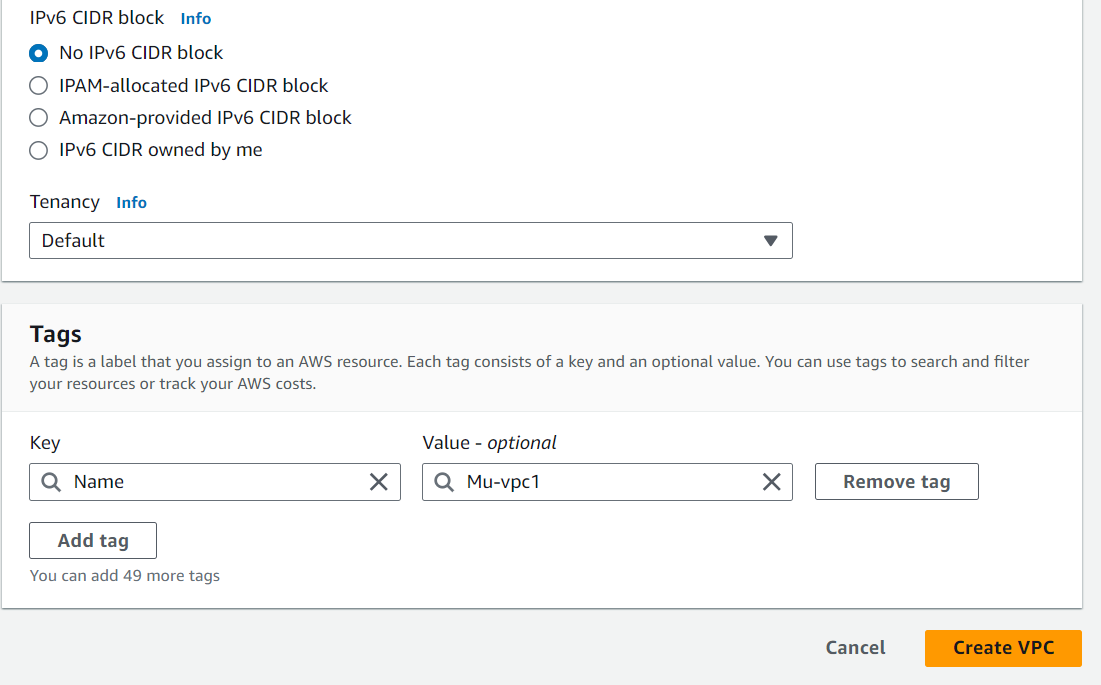 IPv6 CIDR block Info
No IPv6 CIDR block
IPAM-allocated IPv6 CIDR block
Amazon-provided IPv6 CIDR block
IPv6 CIDR owned by me
Tenancy Info
Default
Tags
A tag is a label that you assign to an AWS resource. Each tag consists of a key and an optional value. You can use tags to search and filter
your resources or track your AWS costs.
Key Value - optional
Name Mu-vpc1 Remove tag
Add tag
You can add 49 more tags
Cancel Create VPC